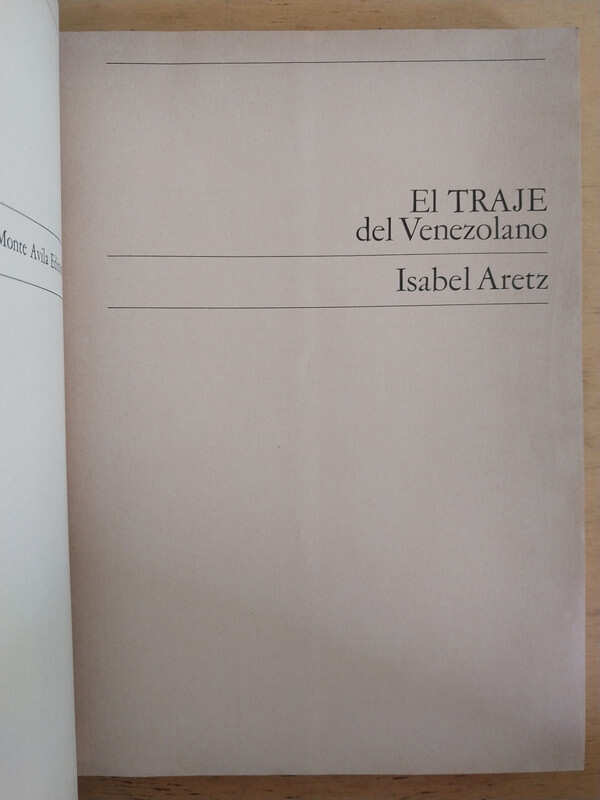 Monte Avila
El TRAJE
del Venezolano
Isabel Aretz